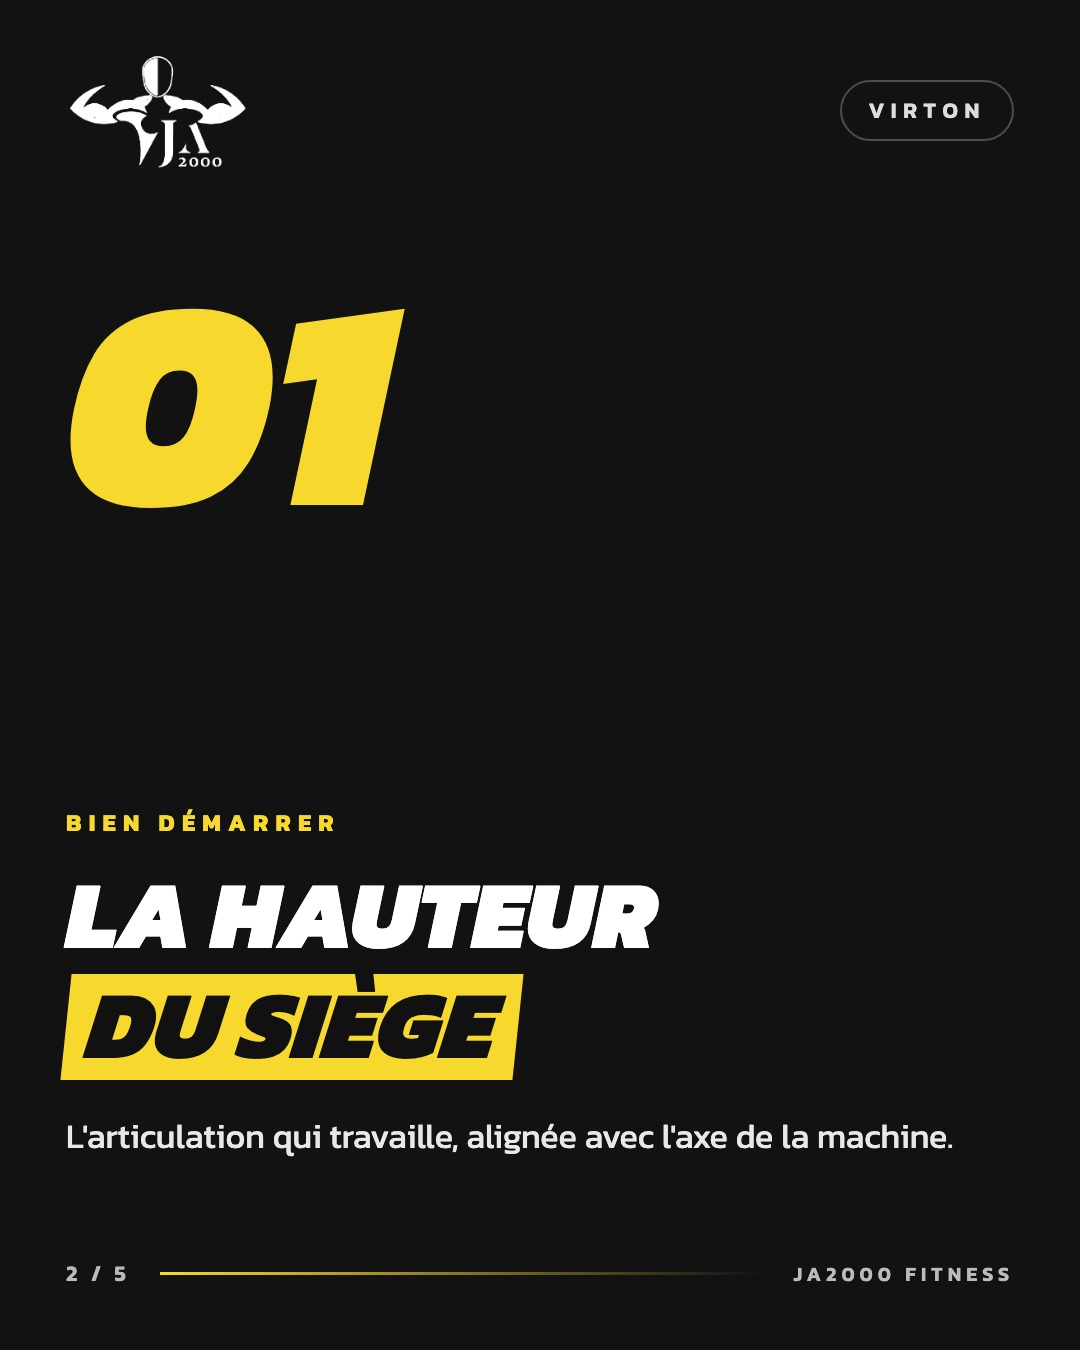 JA
2000
VIRTON
01
BIEN DÉMARRER
LA HAUTEUR
DU SIÈGE
L'articulation qui travaille, alignée avec l'axe de la machine.
2 / 5
JA2000 FITNESS